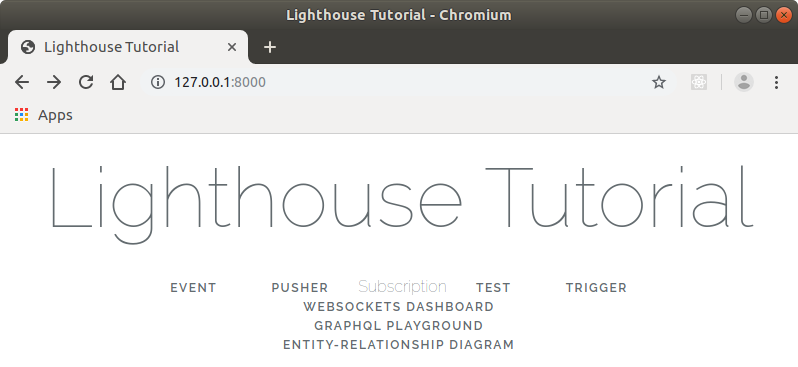 Lighthouse Tutorial - Chromium
Lighthouse Tutorial
127.0.0.1:8000
Apps
Lighthouse Tutorial
EVENT PUSHER Subscription TEST TRIGGER
WEBSOCKETS DASHBOARD
GRAPHQL PLAYGROUND
ENTITY-RELATIONSHIP DIAGRAM